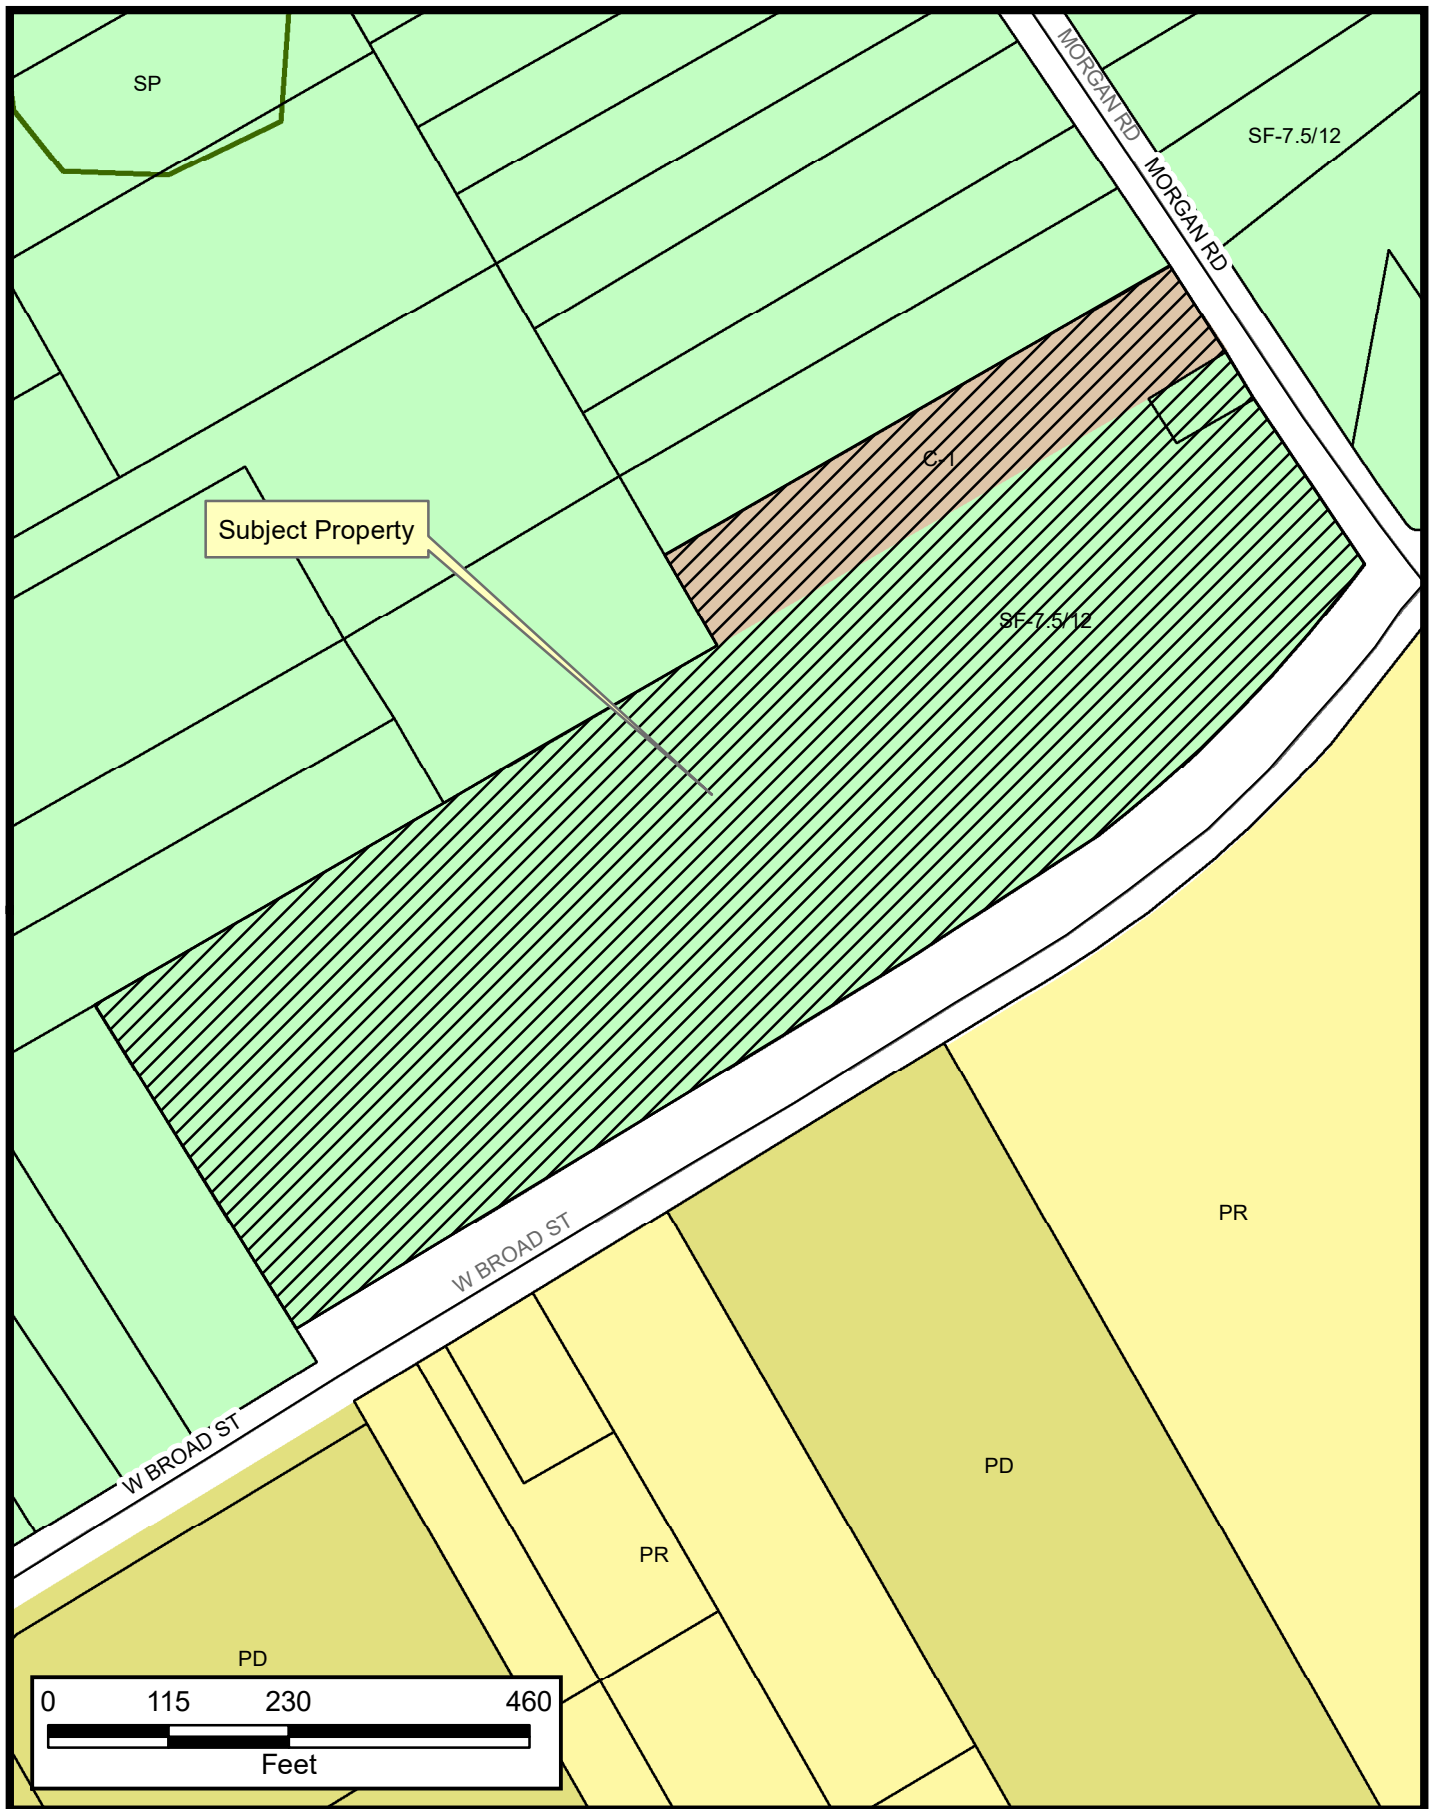 MORGAN RD
SP
SF-7.5/12
MORGAN RD
C-1
Subject Property
SF-7.5/12
PR
W BROAD ST
W BROAD ST
PD
PR
PD
0 115 230 460
Feet